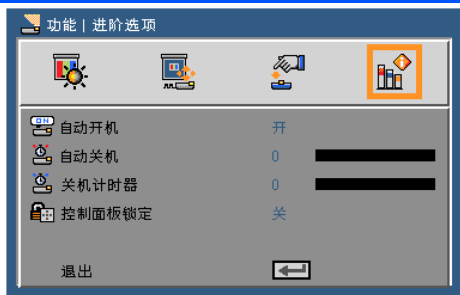 功能 | 进阶选项
ON
自动开机 开
自动关机 0
关机计时器 0
控制面板锁定 关
退出